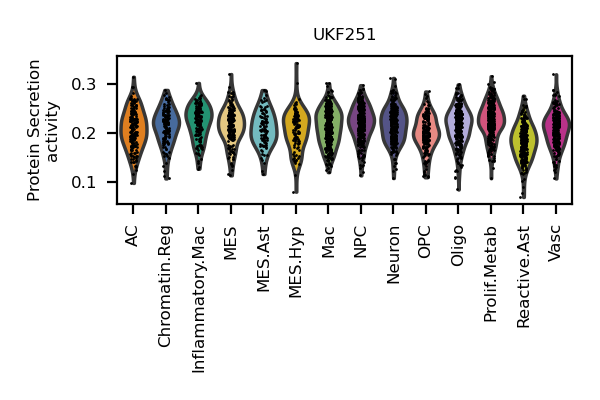 UKF251
Protein Secretion
activity
0.3
0.2
0.1
AC
Chromatin.Reg
Inflammatory.Mac
MES
MES.Ast
MES.Hyp
Mac
NPC
Neuron
OPC
Oligo
Prolif.Metab
Reactive.Ast
Vasc